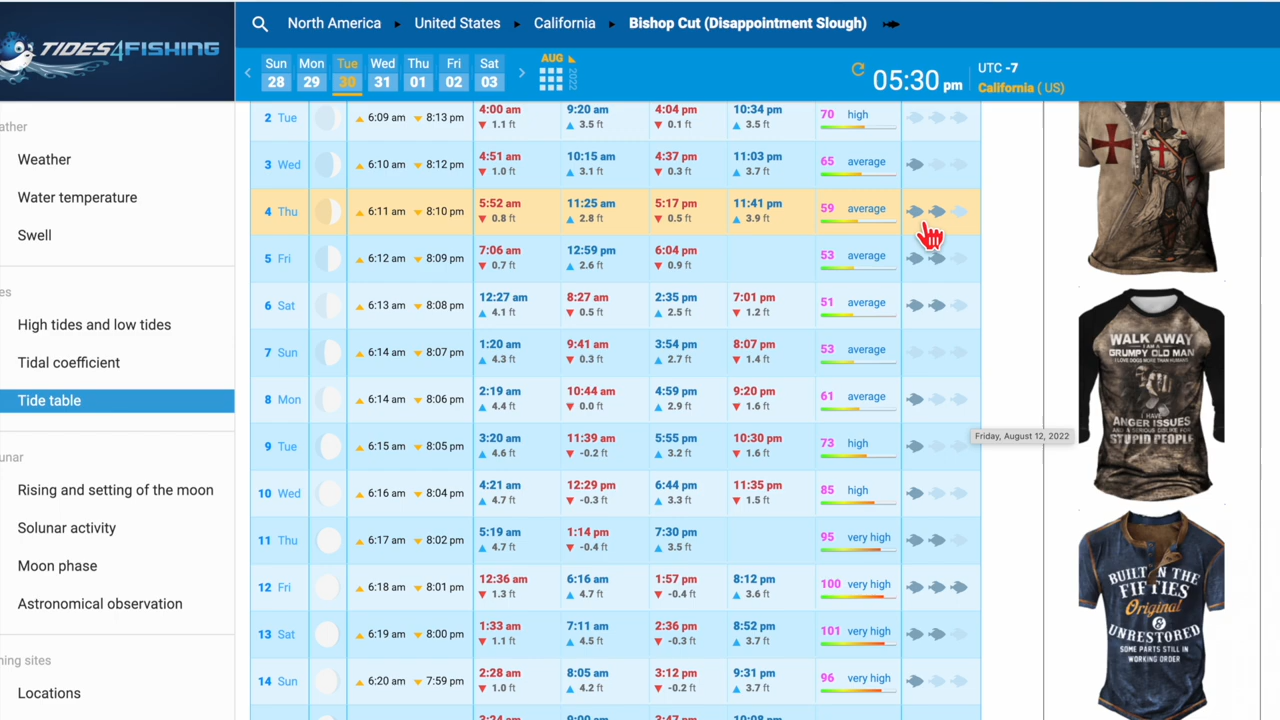 TIDES4FISHING
North America ▸ United States ▸ California ▸ Bishop Cut (Disappointment Slough)
Sun Mon Tue Wed Thu Fri Sat
28 29 30 31 01 02 03
AUG
2022
05:30 pm
UTC -7
California ( US)
ather
Weather
Water temperature
Swell
es
High tides and low tides
Tidal coefficient
Tide table
unar
Rising and setting of the moon
Solunar activity
Moon phase
Astronomical observation
hing sites
Locations
2 Tue 6:09 am 8:13 pm 4:00 am 9:20 am 4:04 pm 10:34 pm 70 high
1.1 ft 3.5 ft 0.1 ft 3.5 ft
3 Wed 6:10 am 8:12 pm 4:51 am 10:15 am 4:37 pm 11:03 pm 65 average
1.0 ft 3.1 ft 0.3 ft 3.7 ft
4 Thu 6:11 am 8:10 pm 5:52 am 11:25 am 5:17 pm 11:41 pm 59 average
0.8 ft 2.8 ft 0.5 ft 3.9 ft
5 Fri 6:12 am 8:09 pm 7:06 am 12:59 pm 6:04 pm 53 average
0.7 ft 2.6 ft 0.9 ft
6 Sat 6:13 am 8:08 pm 12:27 am 8:27 am 2:35 pm 7:01 pm 51 average
4.1 ft 0.5 ft 2.5 ft 1.2 ft
7 Sun 6:14 am 8:07 pm 1:20 am 9:41 am 3:54 pm 8:07 pm 53 average
4.3 ft 0.3 ft 2.7 ft 1.4 ft
8 Mon 6:14 am 8:06 pm 2:19 am 10:44 am 4:59 pm 9:20 pm 61 average
4.4 ft 0.0 ft 2.9 ft 1.6 ft
9 Tue 6:15 am 8:05 pm 3:20 am 11:39 am 5:55 pm 10:30 pm 73 high
4.6 ft -0.2 ft 3.2 ft 1.6 ft
10 Wed 6:16 am 8:04 pm 4:21 am 12:29 pm 6:44 pm 11:35 pm 85 high
4.7 ft -0.3 ft 3.3 ft 1.5 ft
11 Thu 6:17 am 8:02 pm 5:19 am 1:14 pm 7:30 pm 95 very high
4.7 ft -0.4 ft 3.5 ft
12 Fri 6:18 am 8:01 pm 12:36 am 6:16 am 1:57 pm 8:12 pm 100 very high
1.3 ft 4.7 ft -0.4 ft 3.6 ft
13 Sat 6:19 am 8:00 pm 1:33 am 7:11 am 2:36 pm 8:52 pm 101 very high
1.1 ft 4.5 ft -0.3 ft 3.7 ft
14 Sun 6:20 am 7:59 pm 2:28 am 8:05 am 3:12 pm 9:31 pm 96 very high
1.0 ft 4.2 ft -0.2 ft 3.7 ft
3:24 am 9:00 am 3:47 pm 10:08 pm
Friday, August 12, 2022
WALK AWAY
I AM A
GRUMPY OLD MAN
I LOVE DOGS MORE THAN HUMANS
I HAVE
ANGER ISSUES
AND A SERIOUS DISLIKE FOR
STUPID PEOPLE
BUILT IN THE
FIFTIES
Original
&
UNRESTORED
SOME PARTS STILL IN
WORKING ORDER